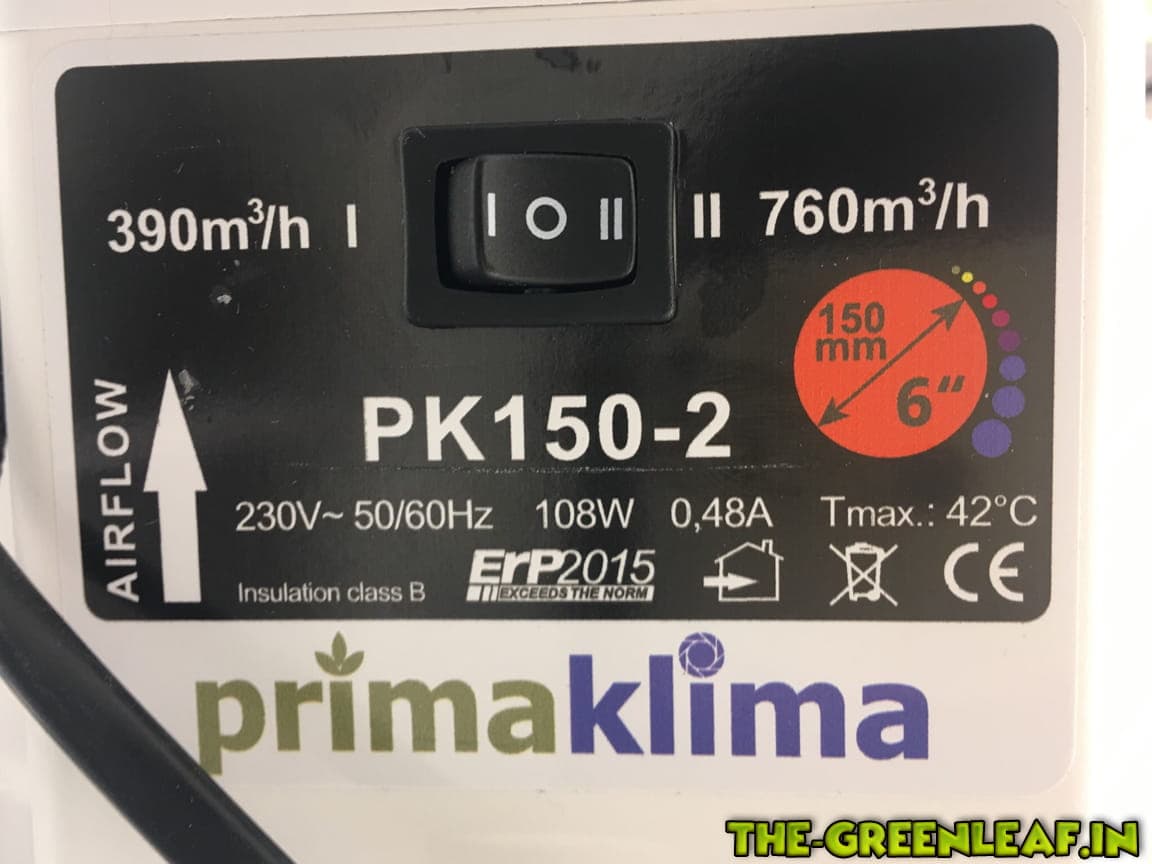 390m³/h I
I O II
II 760m³/h
150
mm
6“
AIRFLOW
PK150-2
230V~ 50/60Hz 108W 0,48A Tmax.: 42°C
Insulation class B
ErP2015
EXCEEDS THE NORM
CE
primaklima
THE-GREENLEAF.IN